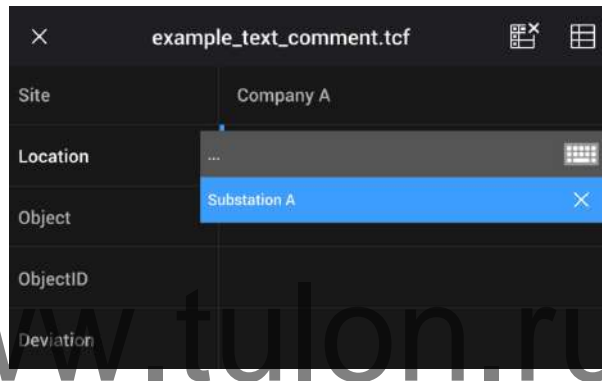 example_text_comment.tcf
Site Company A
Location ...
Substation A
Object
ObjectID
Deviation
www.tulon.ru